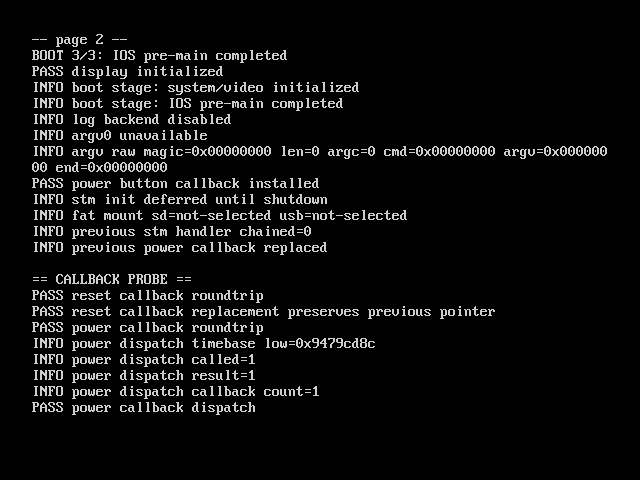 -- page 2 --
BOOT 3/3: IOS pre-main completed
PASS display initialized
INFO boot stage: system/video initialized
INFO boot stage: IOS pre-main completed
INFO log backend disabled
INFO argv0 unavailable
INFO argv raw magic=0x00000000 len=0 argc=0 cmd=0x00000000 argv=0x000000
00 end=0x00000000
PASS power button callback installed
INFO stm init deferred until shutdown
INFO fat mount sd=not-selected usb=not-selected
INFO previous stm handler chained=0
INFO previous power callback replaced
== CALLBACK PROBE ==
PASS reset callback roundtrip
PASS reset callback replacement preserves previous pointer
PASS power callback roundtrip
INFO power dispatch timebase low=0x9479cd8c
INFO power dispatch called=1
INFO power dispatch result=1
INFO power dispatch callback count=1
PASS power callback dispatch